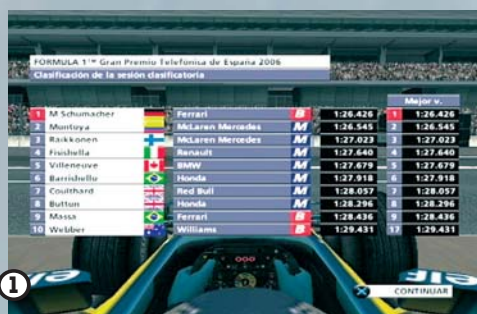 FORMULA 1™ Gran Premio Telefónica de España 2006
Clasificación de la sesión clasificatoria
Mejor v.
1 M Schumacher Ferrari B 1:26.426 1 1:26.426
2 Montoya McLaren Mercedes M 1:26.545 2 1:26.545
3 Raikkonen McLaren Mercedes M 1:27.023 3 1:27.023
4 Fisichella Renault M 1:27.640 4 1:27.640
5 Villeneuve BMW M 1:27.679 5 1:27.679
6 Barrichello Honda M 1:27.918 6 1:27.918
7 Coulthard Red Bull M 1:28.057 7 1:28.057
8 Button Honda M 1:28.296 8 1:28.296
9 Massa Ferrari B 1:28.436 9 1:28.436
10 Webber Williams B 1:29.431 17 1:29.431
elf
elf
1
CONTINUAR